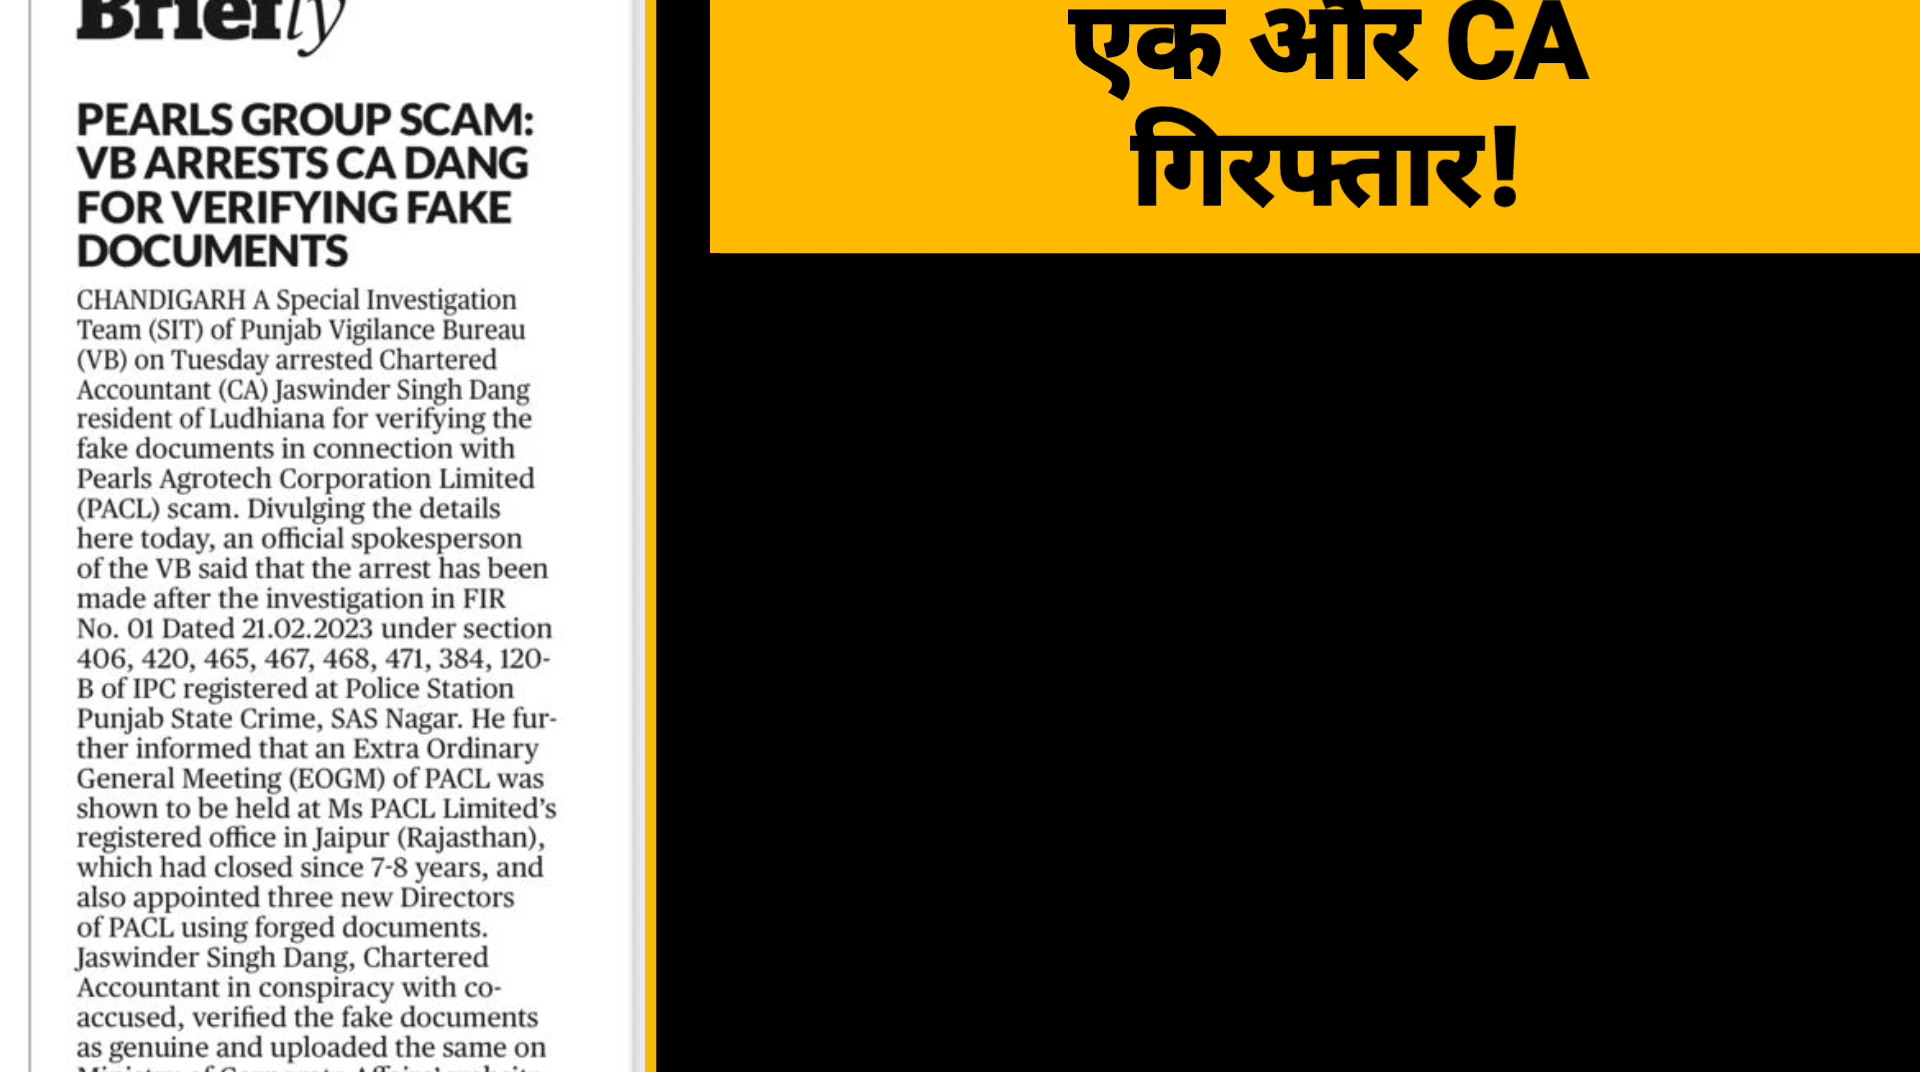 Briefly
PEARLS GROUP SCAM:
VB ARRESTS CA DANG
FOR VERIFYING FAKE
DOCUMENTS
CHANDIGARH A Special Investigation
Team (SIT) of Punjab Vigilance Bureau
(VB) on Tuesday arrested Chartered
Accountant (CA) Jaswinder Singh Dang
resident of Ludhiana for verifying the
fake documents in connection with
Pearls Agrotech Corporation Limited
(PACL) scam. Divulging the details
here today, an official spokesperson
of the VB said that the arrest has been
made after the investigation in FIR
No. 01 Dated 21.02.2023 under section
406, 420, 465, 467, 468, 471, 384, 120-
B of IPC registered at Police Station
Punjab State Crime, SAS Nagar. He fur-
ther informed that an Extra Ordinary
General Meeting (EOGM) of PACL was
shown to be held at Ms PACL Limited’s
registered office in Jaipur (Rajasthan),
which had closed since 7-8 years, and
also appointed three new Directors
of PACL using forged documents.
Jaswinder Singh Dang, Chartered
Accountant in conspiracy with co-
accused, verified the fake documents
as genuine and uploaded the same on
एक और CA
गिरफ्तार!